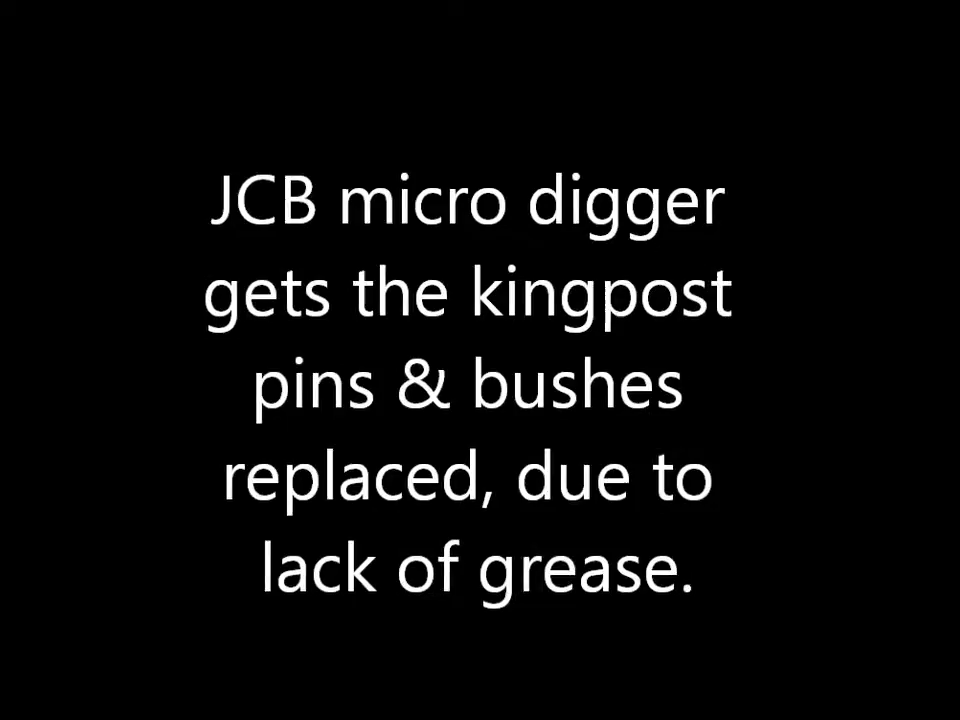 JCB micro digger
gets the kingpost
pins & bushes
replaced, due to
lack of grease.